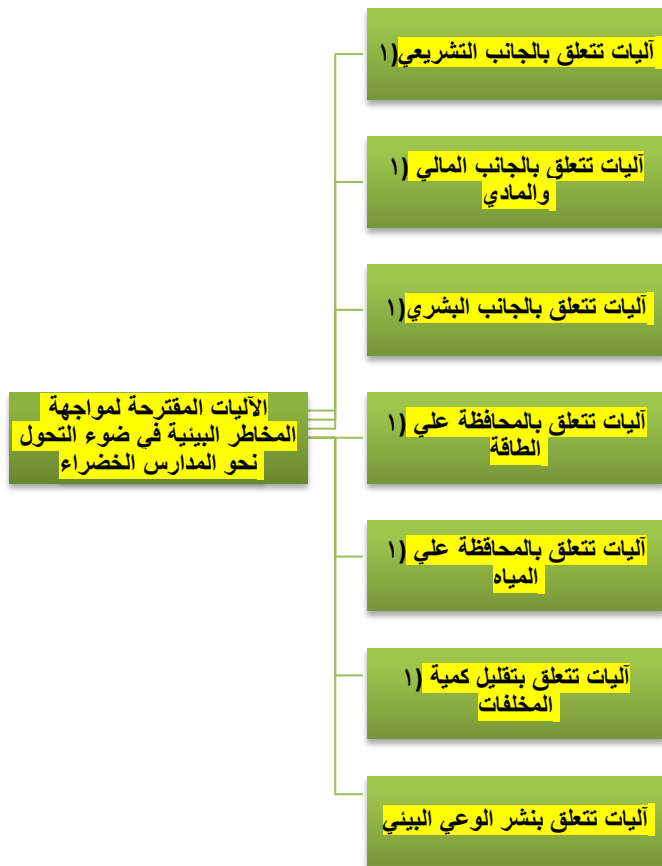 آليات تتعلق بالجانب التشريعي(١
آليات تتعلق بالجانب المالي (١
والمادي
آليات تتعلق بالجانب البشري(١
الآليات المقترحة لمواجهة
المخاطر البيئية في ضوء التحول
نحو المدارس الخضراء
آليات تتعلق بالمحافظة علي (١
الطاقة
آليات تتعلق بالمحاقظة علي (١
المياه
آليات تتعلق بتقليل كمية (١
المخلفات
آليات تتعلق بنشر الوعي البيئي